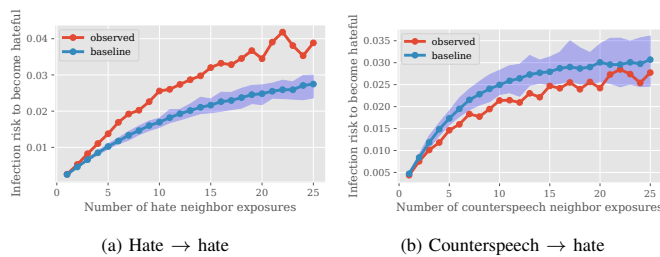 Infection risk to become hateful
0.04
0.03
0.02
0.01
observed
baseline
0 5 10 15 20 25
Number of hate neighbor exposures
(a) Hate → hate
Infection risk to become hateful
0.035
0.030
0.025
0.020
0.015
0.010
0.005
observed
baseline
0 5 10 15 20 25
Number of counterspeech neighbor exposures
(b) Counterspeech → hate